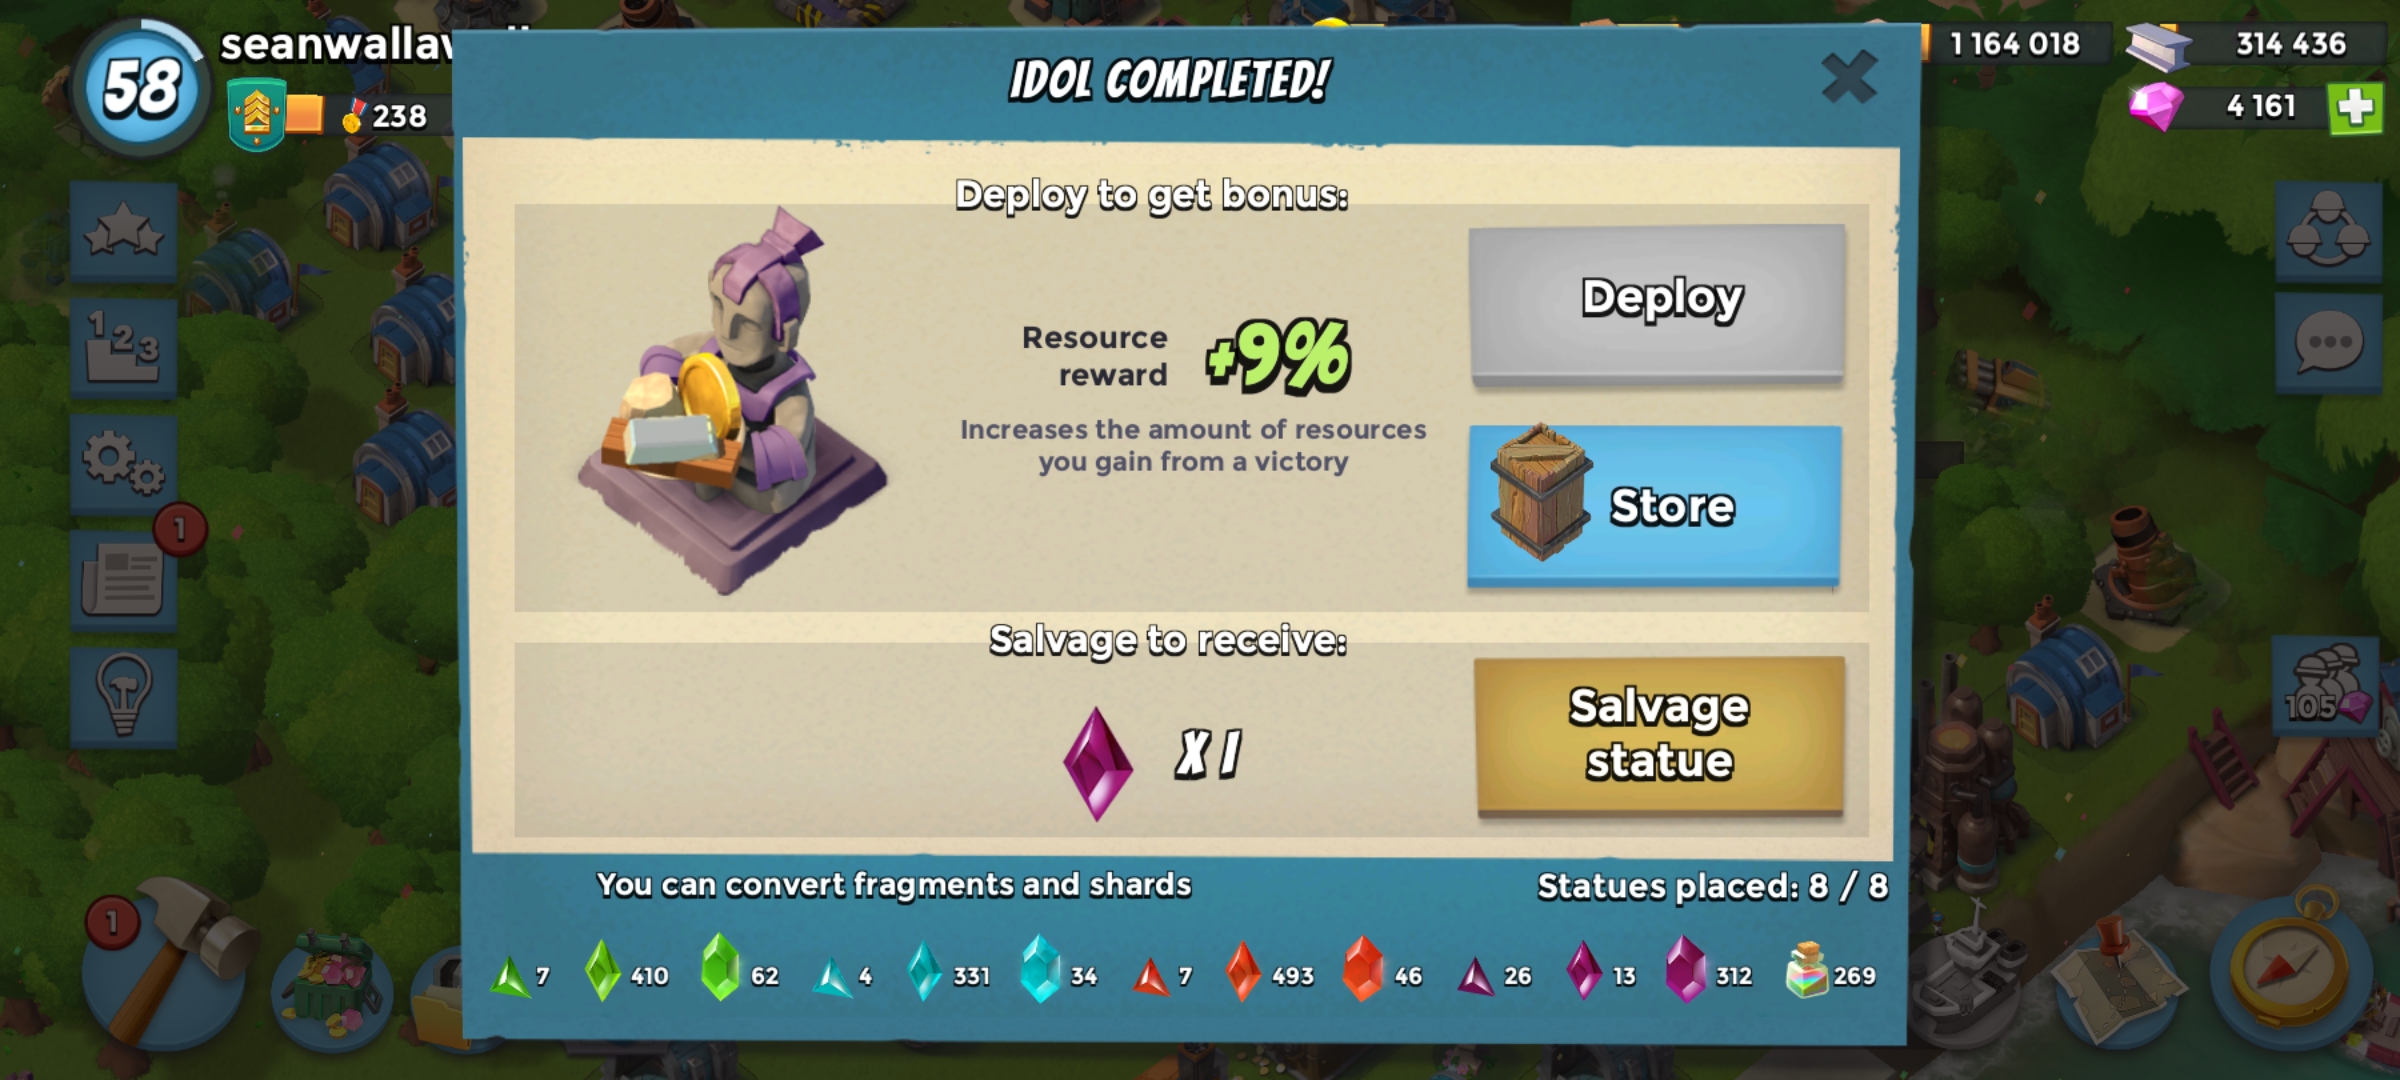 58
238
IDOL COMPLETED!
1 164 018
314 436
4 161
Deploy to get bonus:
Resource
reward
+9%
Increases the amount of resources
you gain from a victory
Deploy
Store
Salvage to receive:
X 1
Salvage
statue
1 2 3
1
1
105
You can convert fragments and shards
Statues placed: 8 / 8
7 410 62 4 331 34 7 493 46 26 13 312 269